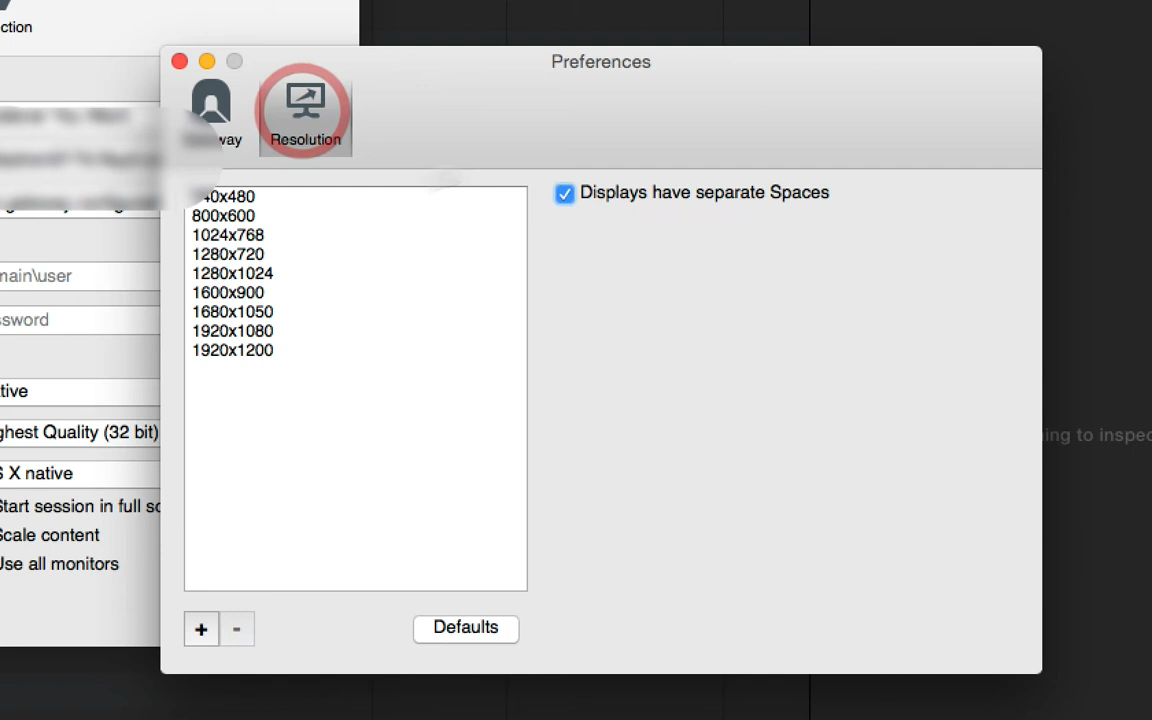 ction
Preferences
way
Resolution
40x480
800x600
1024x768
1280x720
1280x1024
1600x900
1680x1050
1920x1080
1920x1200
Displays have separate Spaces
main\user
ssword
tive
ghest Quality (32 bit)
S X native
Start session in full sc
Scale content
Use all monitors
ing to inspec
+
-
Defaults